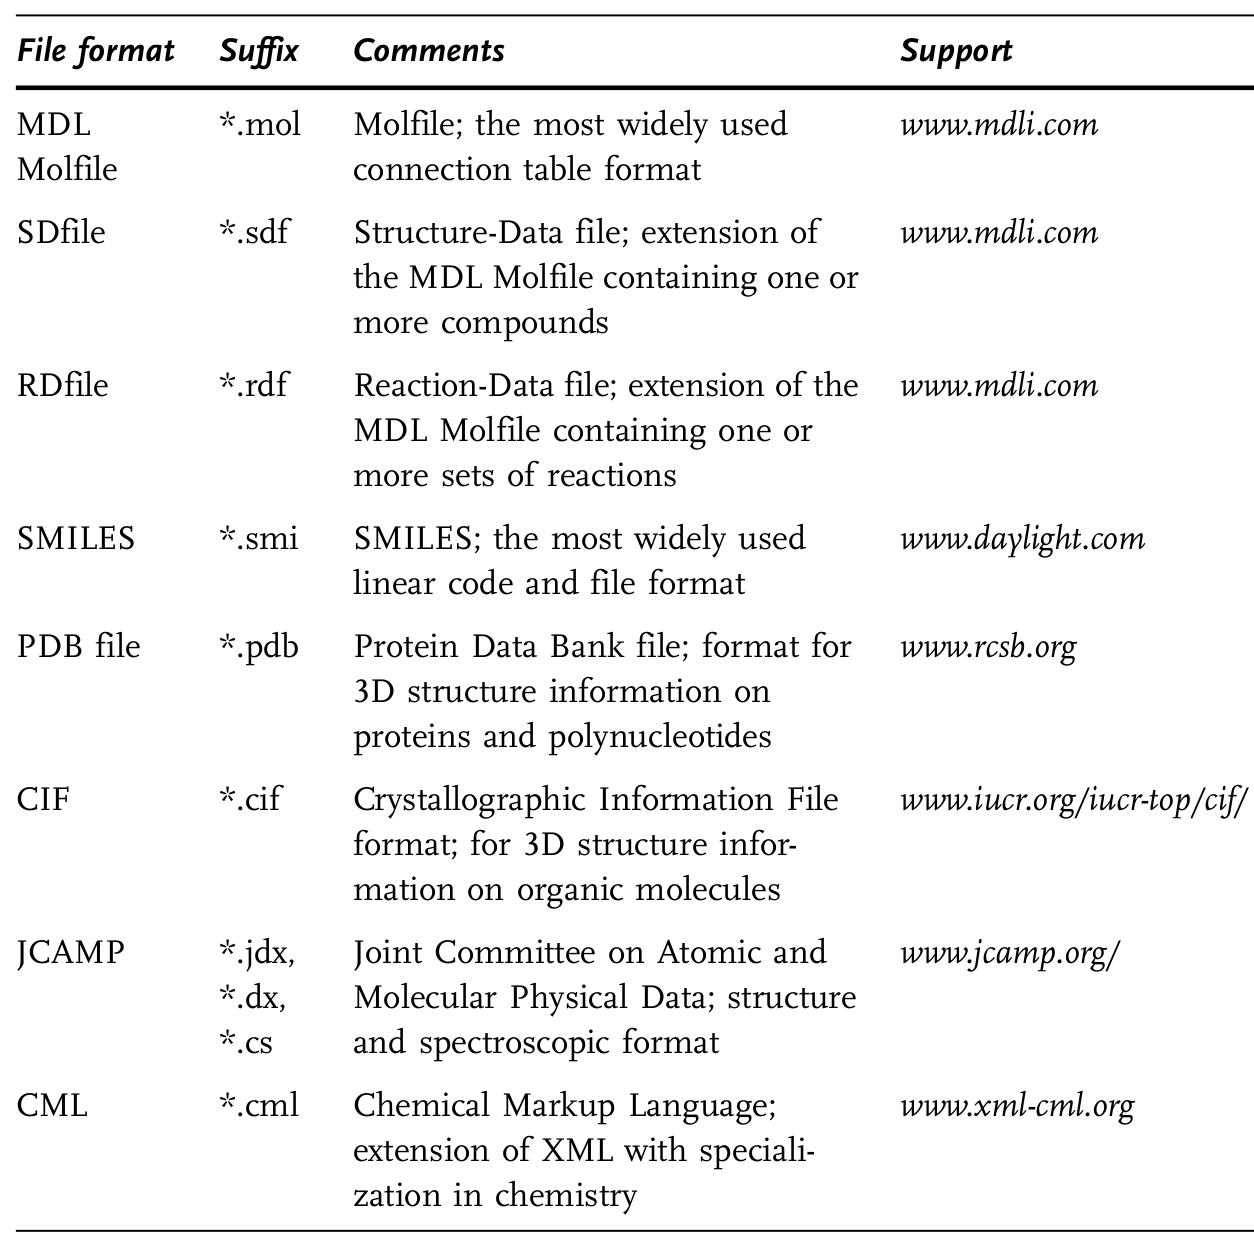 File format Suffix Comments Support
MDL *.mol Molfile; the most widely used www.mdli.com
Molfile connection table format
SDfile *.sdf Structure-Data file; extension of www.mdli.com
the MDL Molfile containing one or
more compounds
RDfile *.rdf Reaction-Data file; extension of the www.mdli.com
MDL Molfile containing one or
more sets of reactions
SMILES *.smi SMILES; the most widely used www.daylight.com
linear code and file format
PDB file *.pdb Protein Data Bank file; format for www.rcsb.org
3D structure information on
proteins and polynucleotides
CIF *.cif Crystallographic Information File www.iucr.org/iucr-top/cif/
format; for 3D structure infor-
mation on organic molecules
JCAMP *.jdx, Joint Committee on Atomic and www.jcamp.org/
*.dx, Molecular Physical Data; structure
*.cs and spectroscopic format
CML *.cml Chemical Markup Language; www.xml-cml.org
extension of XML with speciali-
zation in chemistry